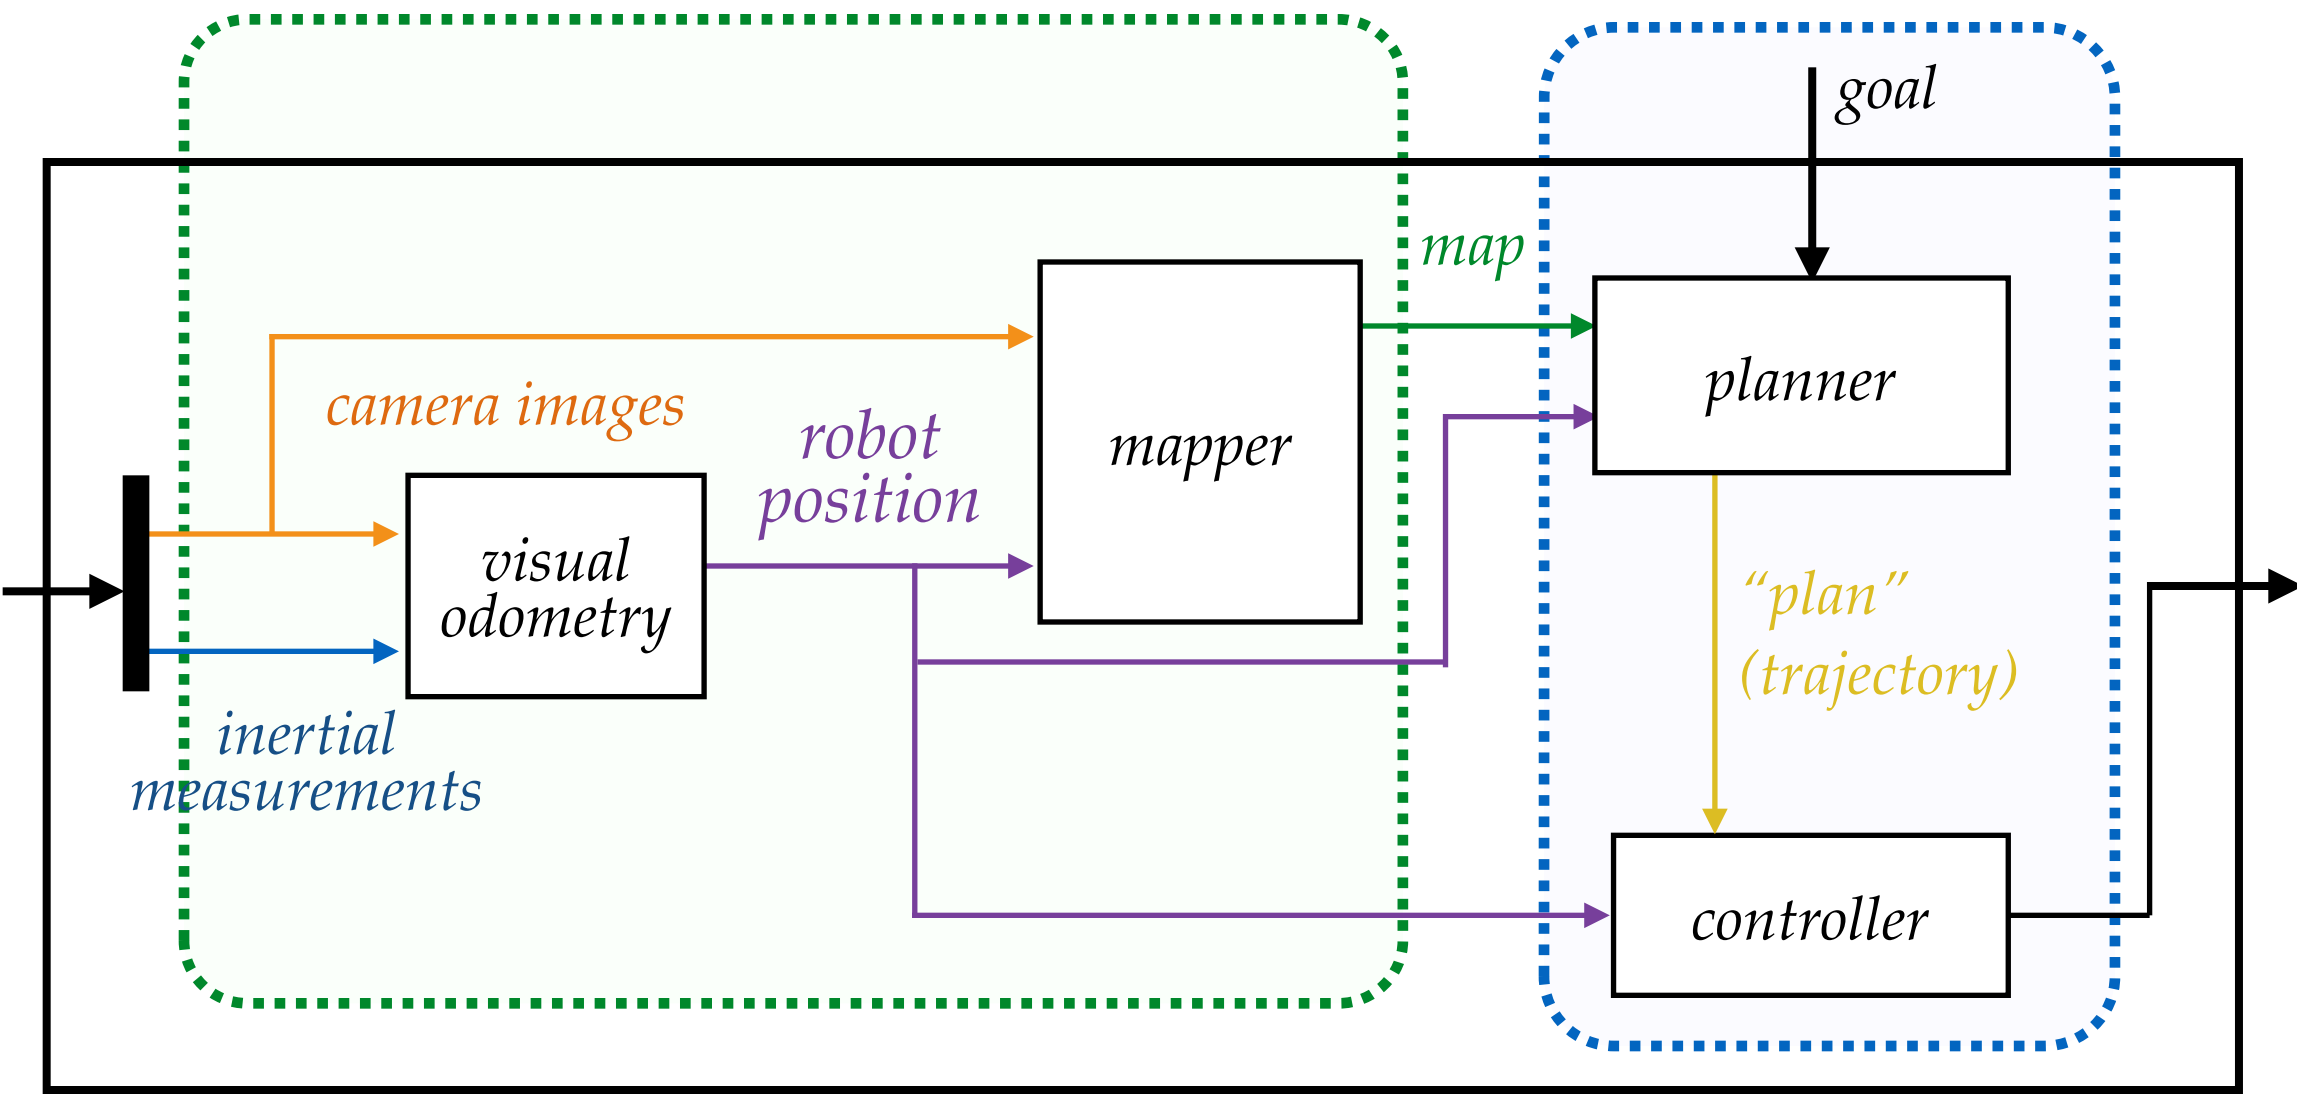 goal
map
camera images
robot
position
planner
mapper
visual
odometry
“plan”
(trajectory)
inertial
measurements
controller